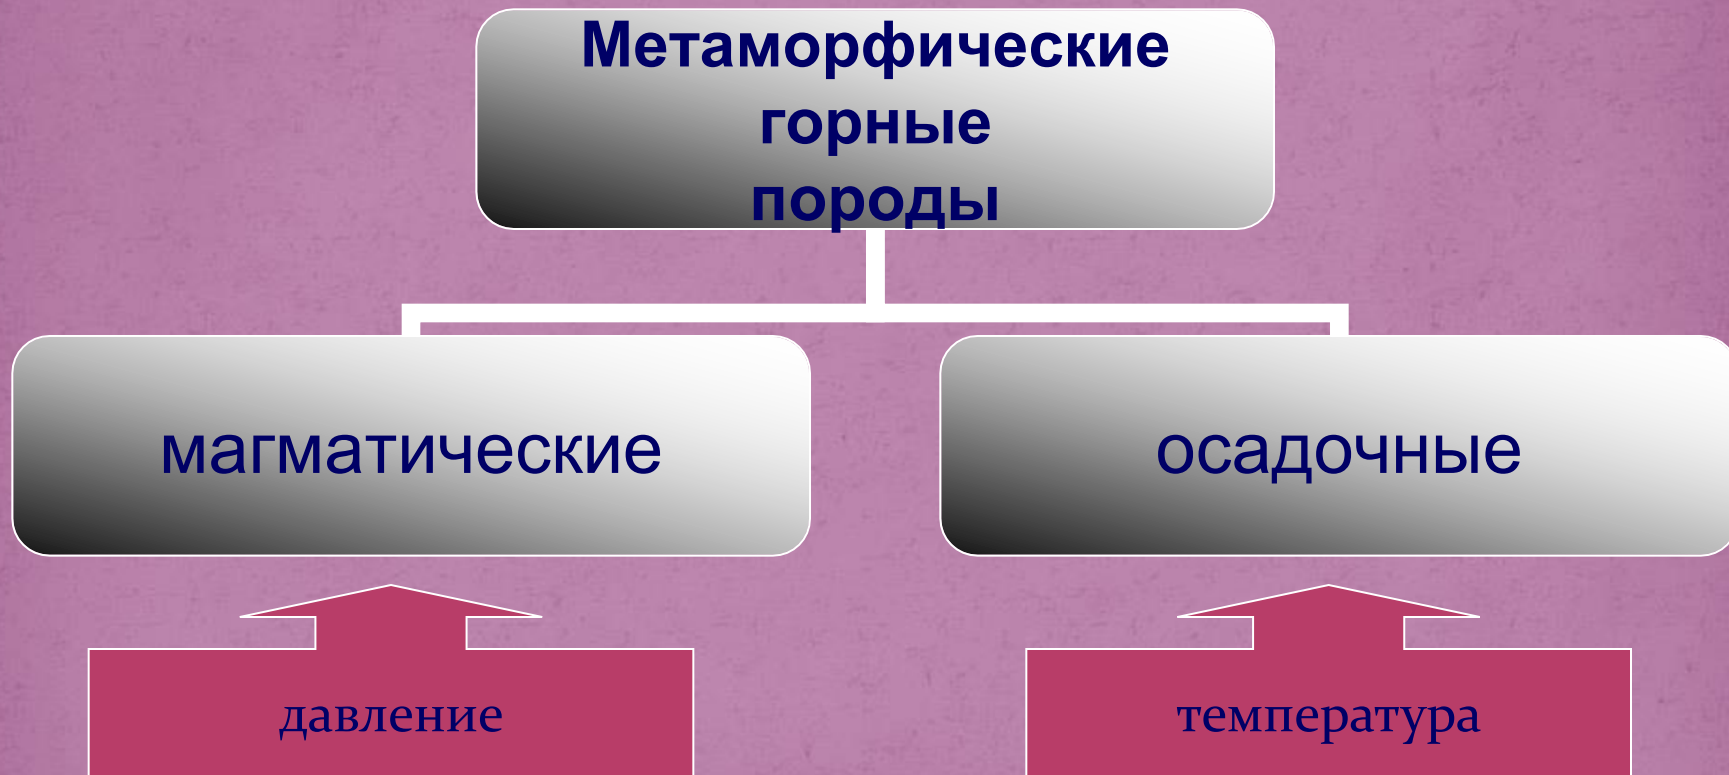 Метаморфические
горные
породы
магматические
осадочные
давление
температура